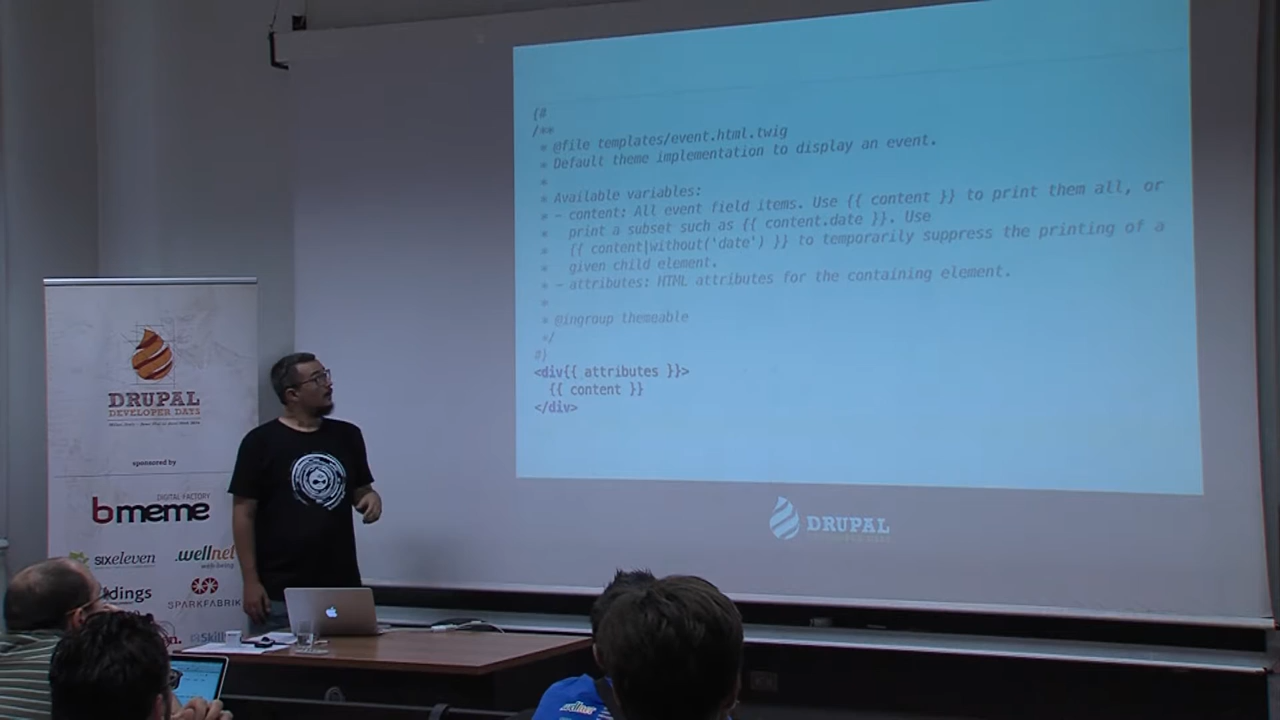 {#
/**
* @file templates/event.html.twig
* Default theme implementation to display an event.
*
* Available variables:
* - content: All event field items. Use {{ content }} to print them all, or
*   print a subset such as {{ content.date }}. Use
*   {{ content|without('date') }} to temporarily suppress the printing of a
*   given child element.
* - attributes: HTML attributes for the containing element.
*
* @ingroup themeable
*/
#}
<div{{ attributes }}>
{{ content }}
</div>
DRUPAL
DRUPAL
DEVELOPER DAYS
sponsored by
DIGITAL FACTORY
bmeme
sixeleven
.wellnet
dings
SPARKFABRIK
Skill